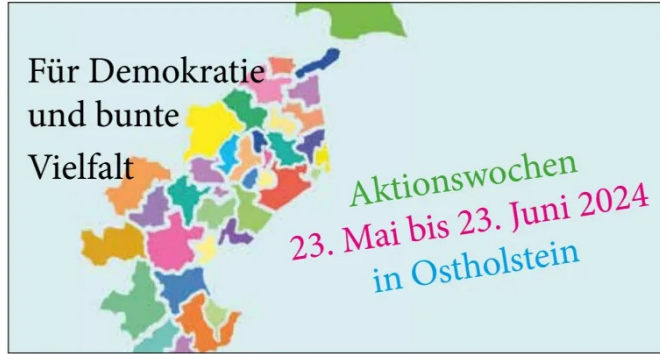 Für Demokratie
und bunte
Vielfalt
Aktionswochen
23. Mai bis 23. Juni 2024
in Ostholstein